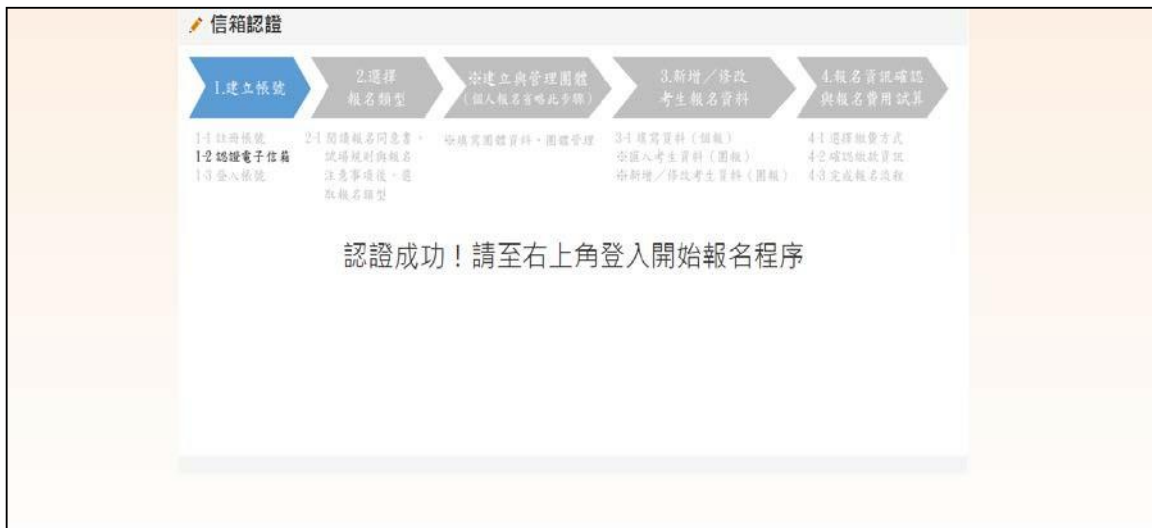 信箱認證
1.建立帳號
2.選擇
報名類型
※建立與管理團體
(個人報名省略此步驟)
3.新增／修改
考生報名資料
4.報名資訊確認
與報名費用試算
1-1 註冊帳號
1-2 認證電子信箱
1-3 登入帳號
2-1 閱讀報名同意書，
試場規則與報名
注意事項後，選
取報名類型
※填寫團體資料、團體管理
3-1 填寫資料（個報）
※匯入考生資料（團報）
※新增／修改考生資料（團報）
4-1 選擇繳費方式
4-2 確認繳款資訊
4-3 完成報名流程
認證成功！請至右上角登入開始報名程序